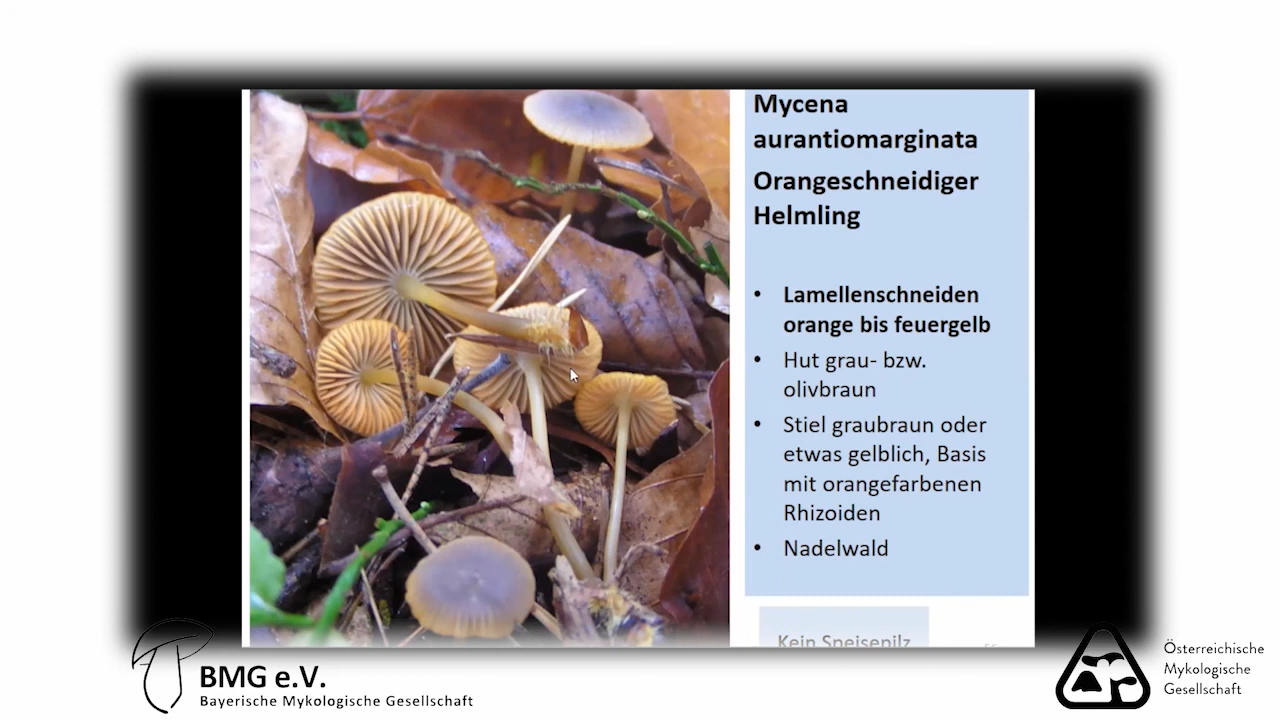 Mycena
aurantiomarginata
Orangeschneidiger
Helmling
• Lamellenschneiden
orange bis feuergelb
• Hut grau- bzw.
olivbraun
• Stiel graubraun oder
etwas gelblich, Basis
mit orangefarbenen
Rhizoiden
• Nadelwald
Kein Speisepilz
BMG e.V.
Bayerische Mykologische Gesellschaft
Österreichische
Mykologische
Gesellschaft